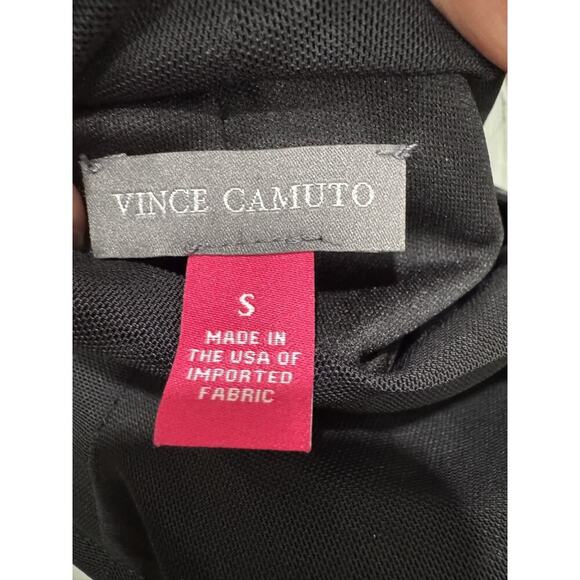 VINCE CAMUTO
S
MADE IN
THE USA OF
IMPORTED
FABRIC